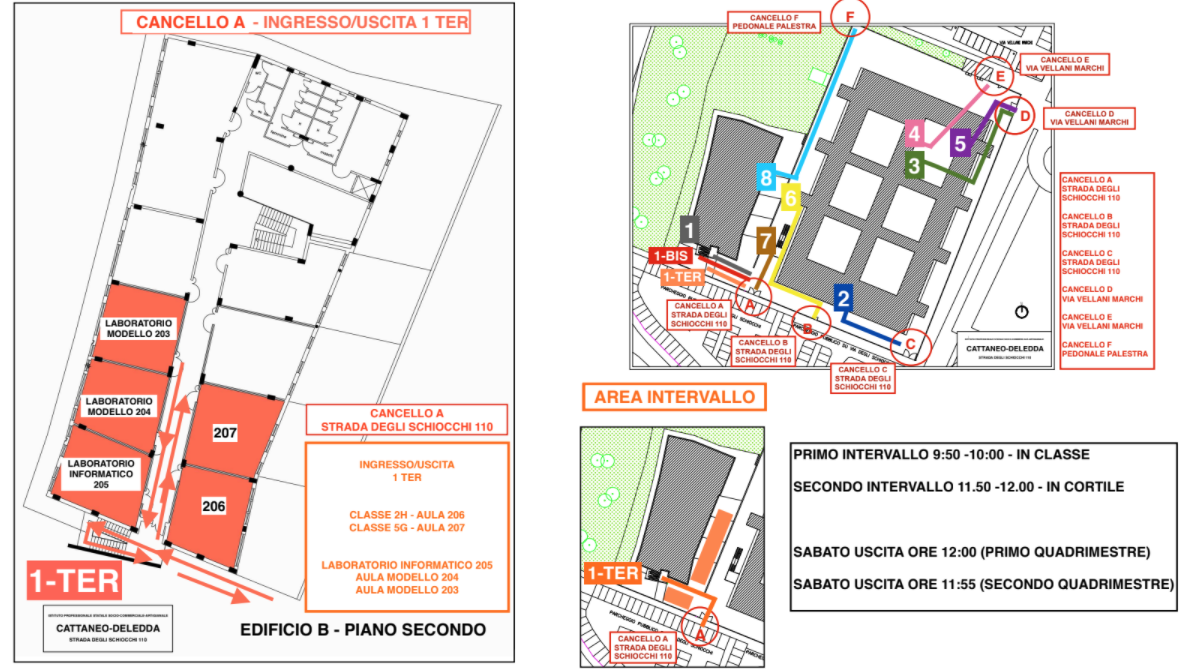 CANCELLO A - INGRESSO/USCITA 1 TER
LABORATORIO
MODELLO 203
LABORATORIO
MODELLO 204
LABORATORIO
INFORMATICO
205
207
206
CANCELLO A
STRADA DEGLI SCHIOCCHI 110
INGRESSO/USCITA
1 TER
CLASSE 2H - AULA 206
CLASSE 5G - AULA 207
LABORATORIO INFORMATICO 205
AULA MODELLO 204
AULA MODELLO 203
1-TER
CATTANEO-DELEDDA
STRADA DEGLI SCHIOCCHI 110
EDIFICIO B - PIANO SECONDO
CANCELLO F
PEDONALE PALESTRA
F
VIA VELLANI MARCHI
CANCELLO E
VIA VELLANI MARCHI
E
D
CANCELLO D
VIA VELLANI MARCHI
4
5
3
8
6
1
7
1-BIS
1-TER
2
A
B
C
CANCELLO A
STRADA DEGLI
SCHIOCCHI 110
CANCELLO B
STRADA DEGLI
SCHIOCCHI 110
CANCELLO C
STRADA DEGLI
SCHIOCCHI 110
CATTANEO-DELEDDA
STRADA DEGLI SCHIOCCHI 110
CANCELLO A
STRADA DEGLI
SCHIOCCHI 110
CANCELLO B
STRADA DEGLI
SCHIOCCHI 110
CANCELLO C
STRADA DEGLI
SCHIOCCHI 110
CANCELLO D
VIA VELLANI MARCHI
CANCELLO E
VIA VELLANI MARCHI
CANCELLO F
PEDONALE PALESTRA
AREA INTERVALLO
1-TER
A
CANCELLO A
STRADA DEGLI
SCHIOCCHI 110
PRIMO INTERVALLO 9:50 -10:00 - IN CLASSE
SECONDO INTERVALLO 11.50 -12.00 - IN CORTILE
SABATO USCITA ORE 12:00 (PRIMO QUADRIMESTRE)
SABATO USCITA ORE 11:55 (SECONDO QUADRIMESTRE)